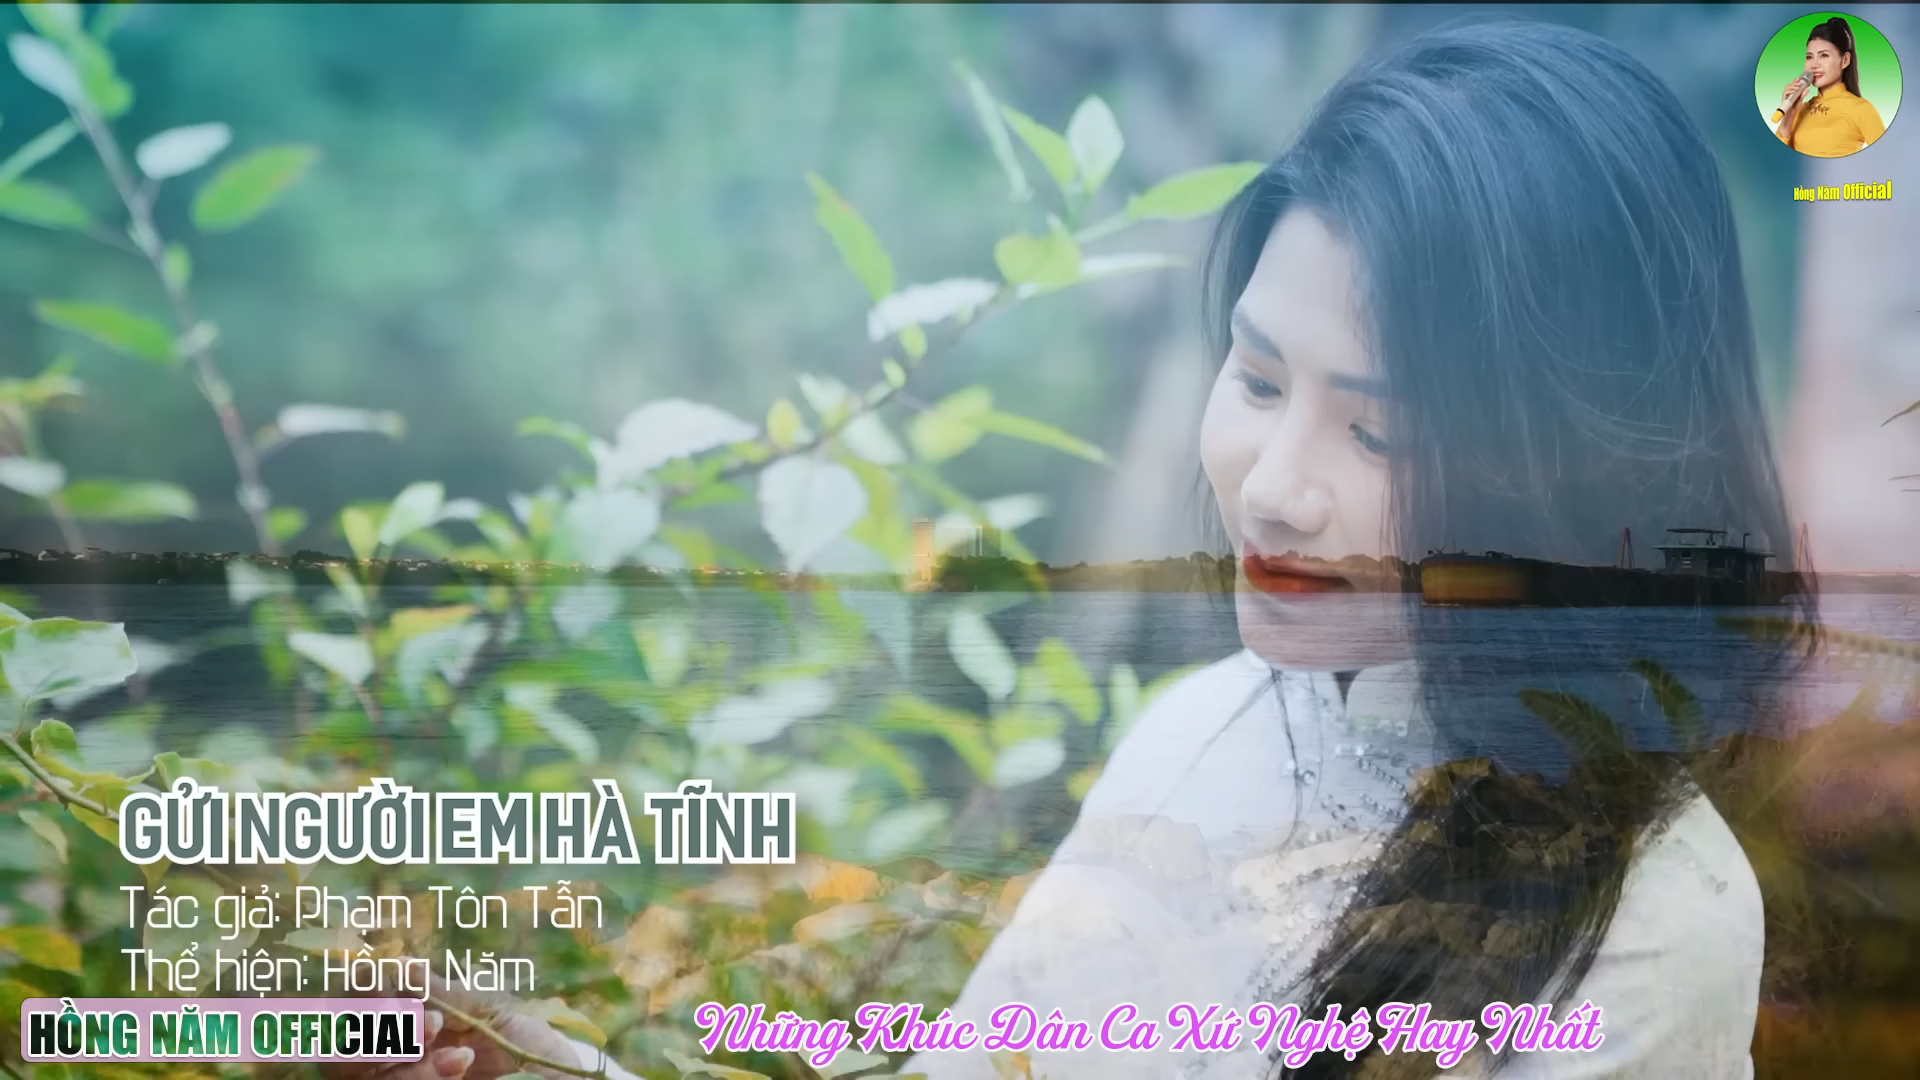 Hồng Năm Official
GỬI NGƯỜI EM HÀ TĨNH
Tác giả: Phạm Tôn Tẫn
Thể hiện: Hồng Năm
HỒNG NĂM OFFICIAL
Những Khúc Dân Ca Xứ Nghệ Hay Nhất